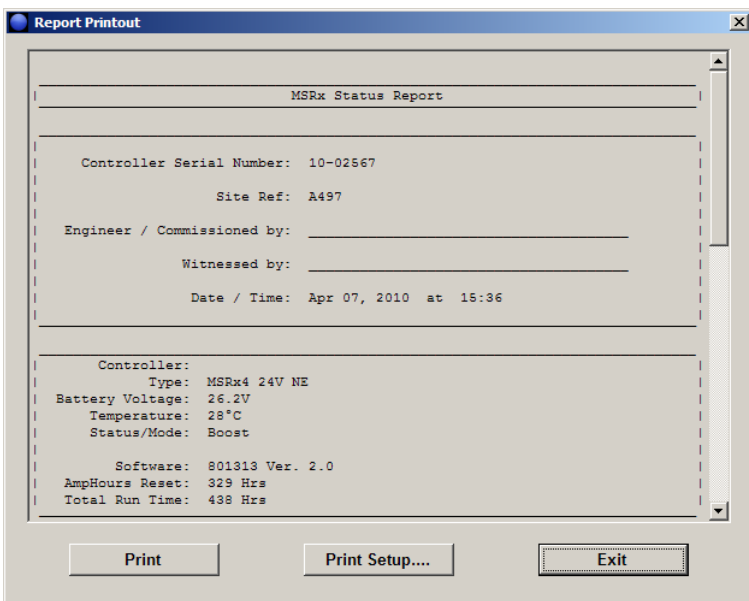 Report Printout
MSRx Status Report
Controller Serial Number: 10-02567
Site Ref: A497
Engineer / Commissioned by: ______________________________________
Witnessed by: ______________________________________
Date / Time: Apr 07, 2010 at 15:36
Controller:
Type: MSRx4 24V NE
Battery Voltage: 26.2V
Temperature: 28°C
Status/Mode: Boost
Software: 801313 Ver. 2.0
AmpHours Reset: 329 Hrs
Total Run Time: 438 Hrs
Print Print Setup.... Exit